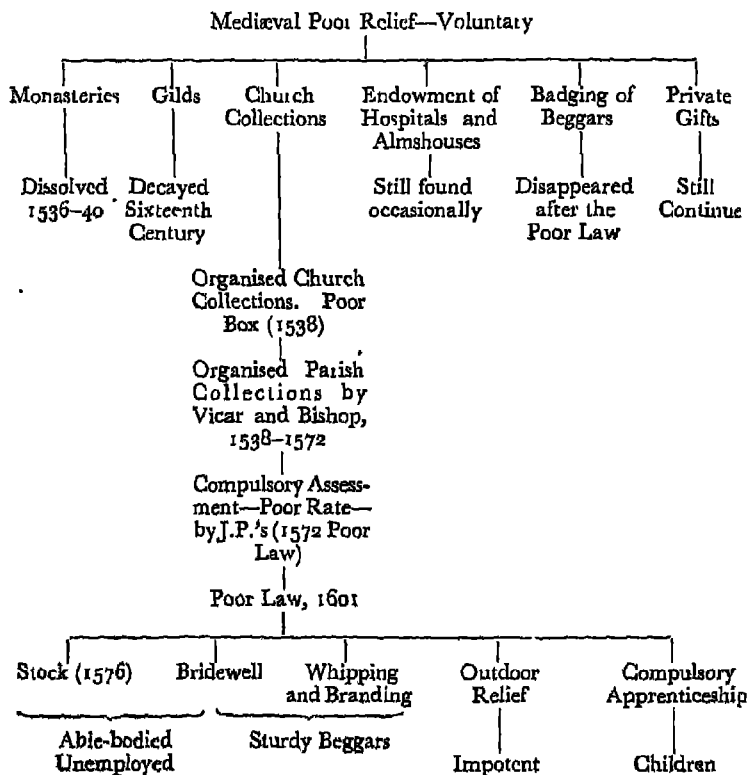 Mediæval Poor Relief—Voluntary
Monasteries
Gilds
Church
Collections
Endowment of
Hospitals and
Almshouses
Badging of
Beggars
Private
Gifts
Dissolved
1536-40
Decayed
Sixteenth
Century
Still found
occasionally
Disappeared
after the
Poor Law
Still
Continue
Organised Church
Collections. Poor
Box (1538)
Organised Parish
Collections by
Vicar and Bishop,
1538-1572
Compulsory Assess-
ment—Poor Rate—
by J.P.'s (1572 Poor
Law)
Poor Law, 1601
Stock (1576)
Bridewell
Whipping
and Branding
Outdoor
Relief
Compulsory
Apprenticeship
Able-bodied
Unemployed
Sturdy Beggars
Impotent
Children